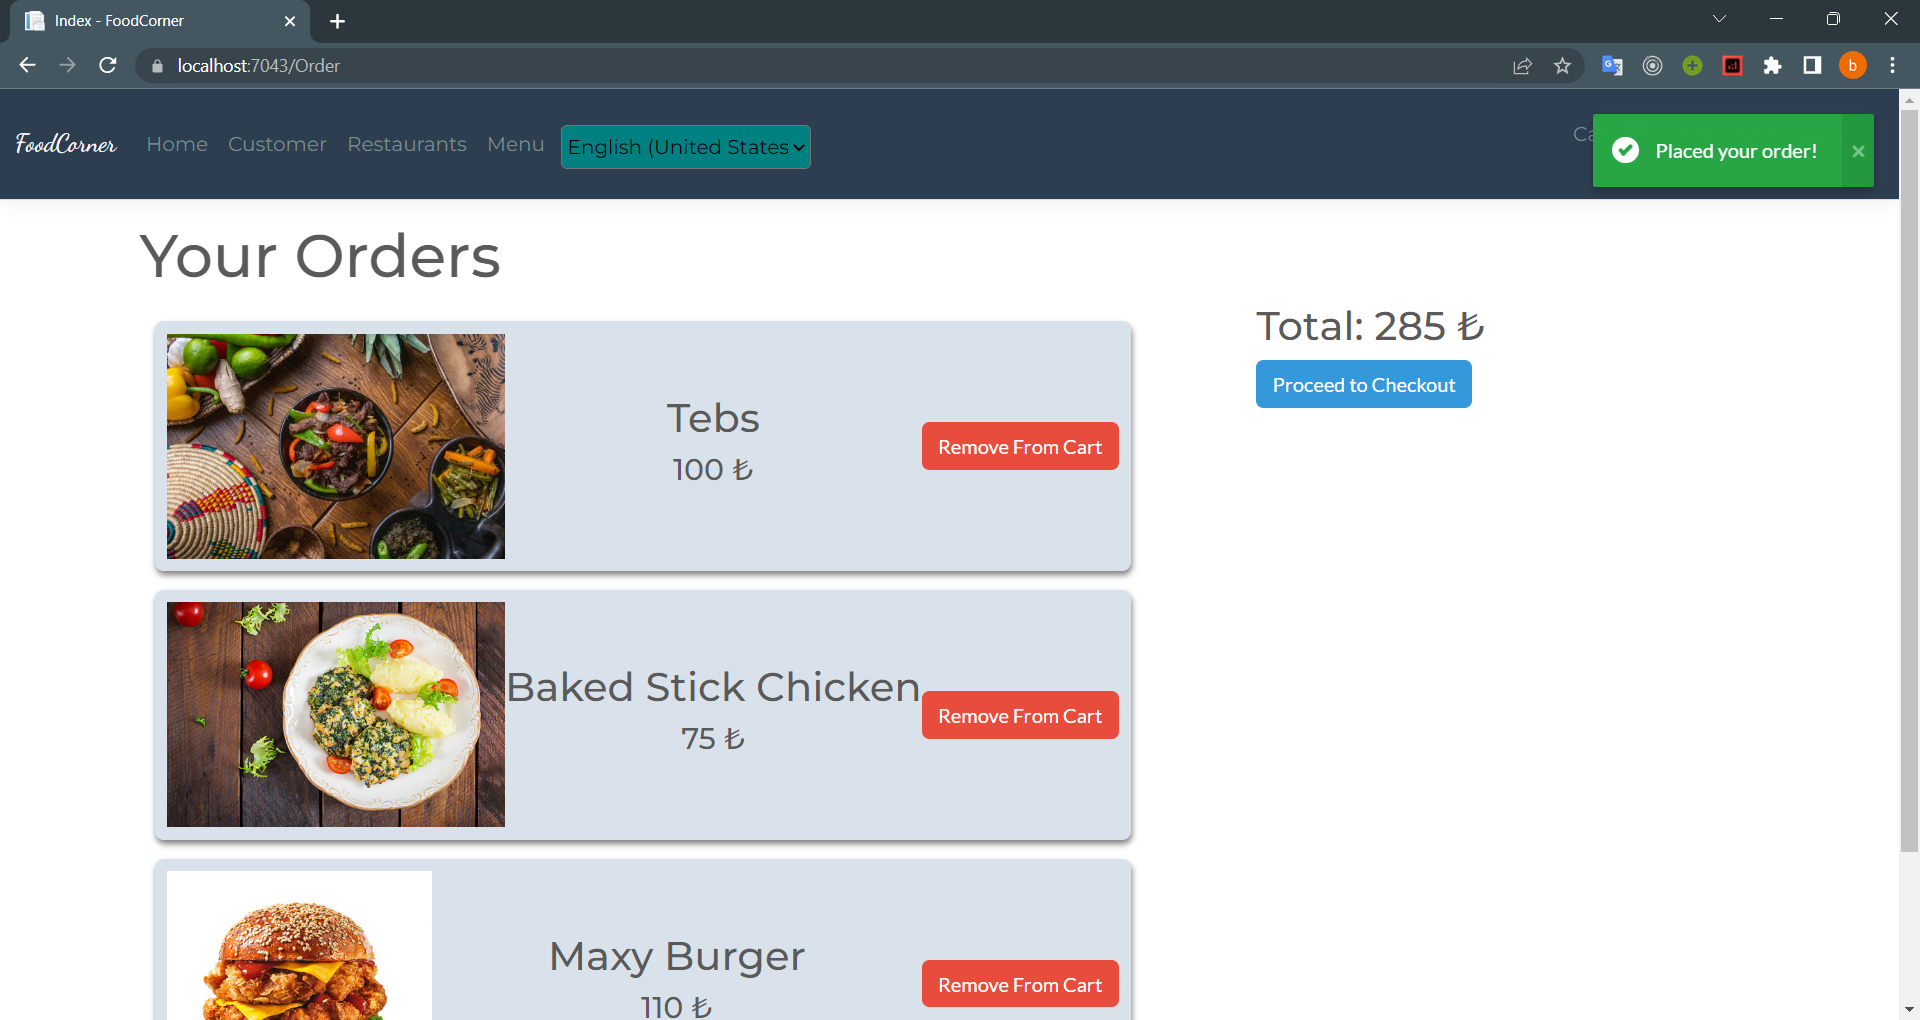 Index - FoodCorner
localhost:7043/Order
b
FoodCorner
Home Customer Restaurants Menu English (United States
Placed your order!
Your Orders
Total: 285 ₺
Proceed to Checkout
Tebs
100 ₺
Remove From Cart
Baked Stick Chicken
75 ₺
Remove From Cart
Maxy Burger
110 ₺
Remove From Cart